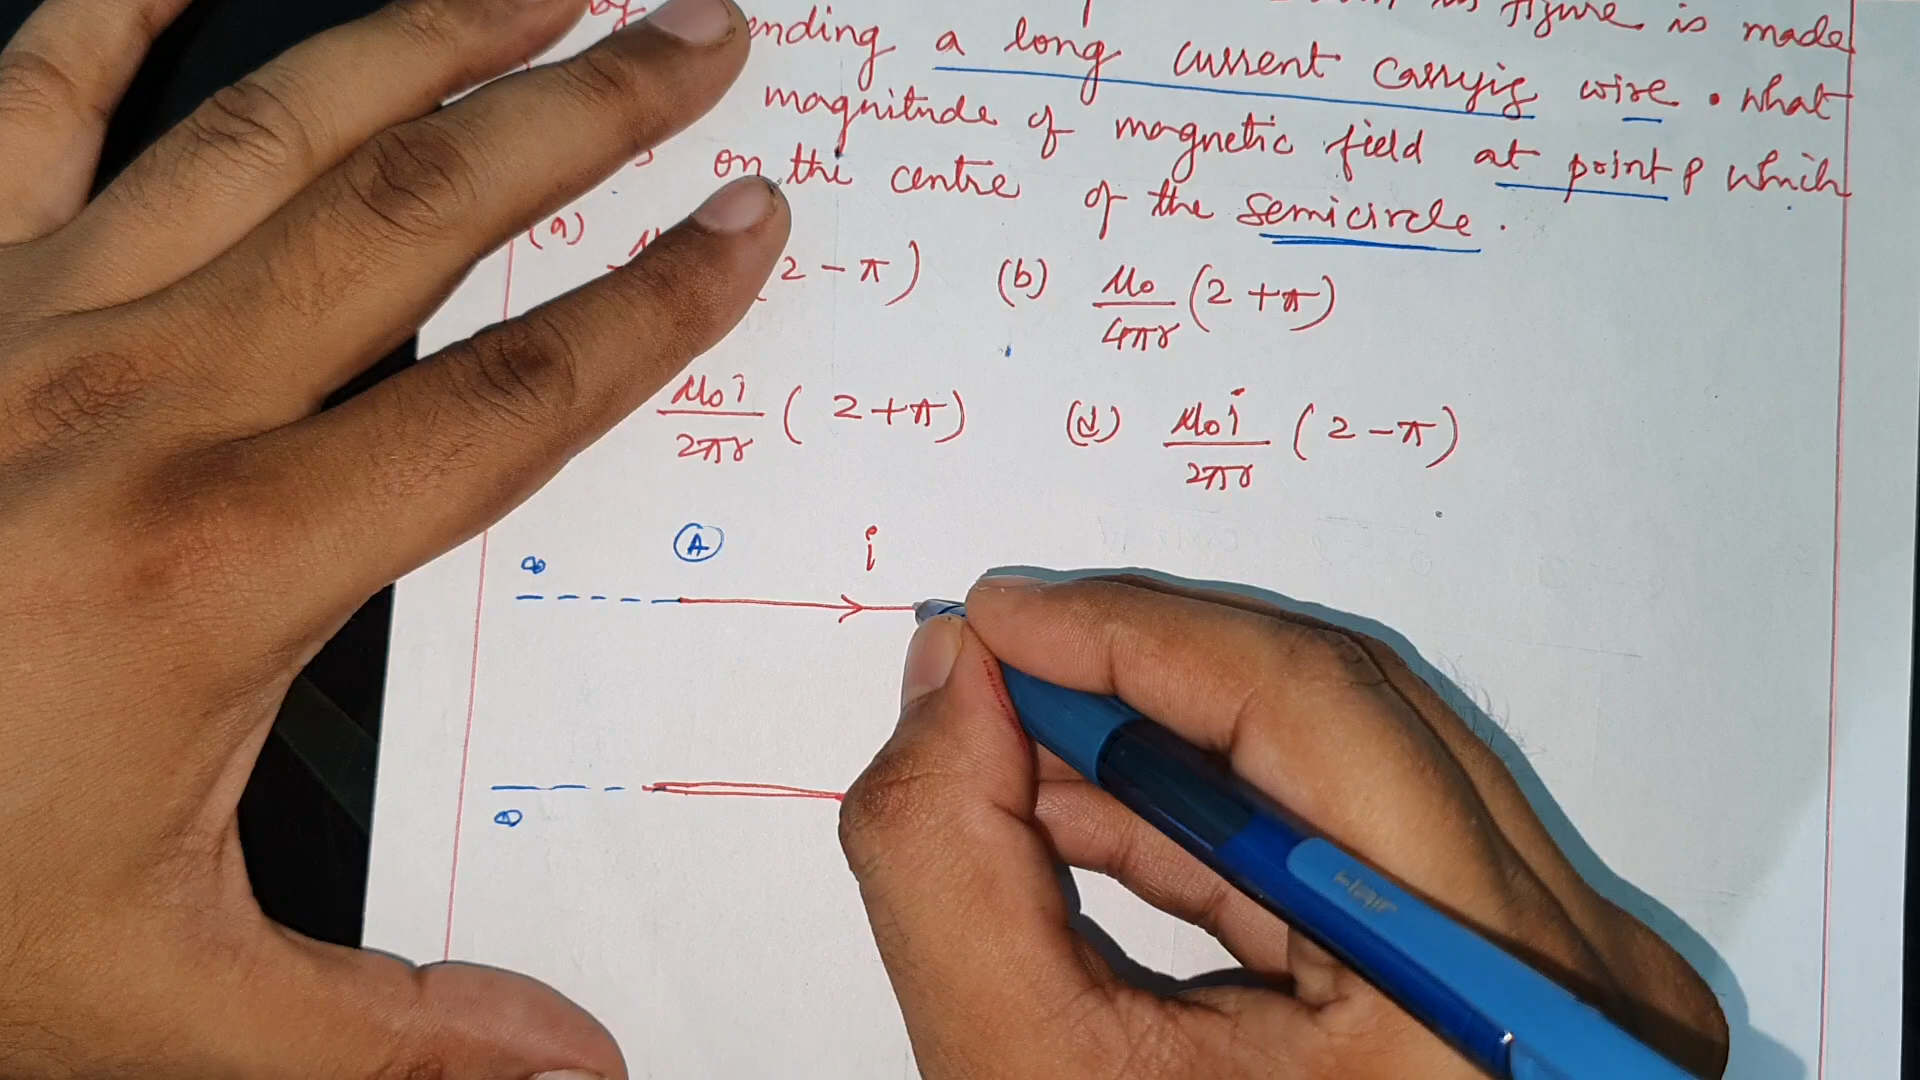 figure is made
ending a long current carryig wire. what
magnitude of magnetic field at point P which
on the centre of the semicircle.
(a) (2 - π) (b) μ0/4πr (2 + π)
μ0i/2πr (2 + π) (d) μ0i/2πr (2 - π)
A i
∞
∞